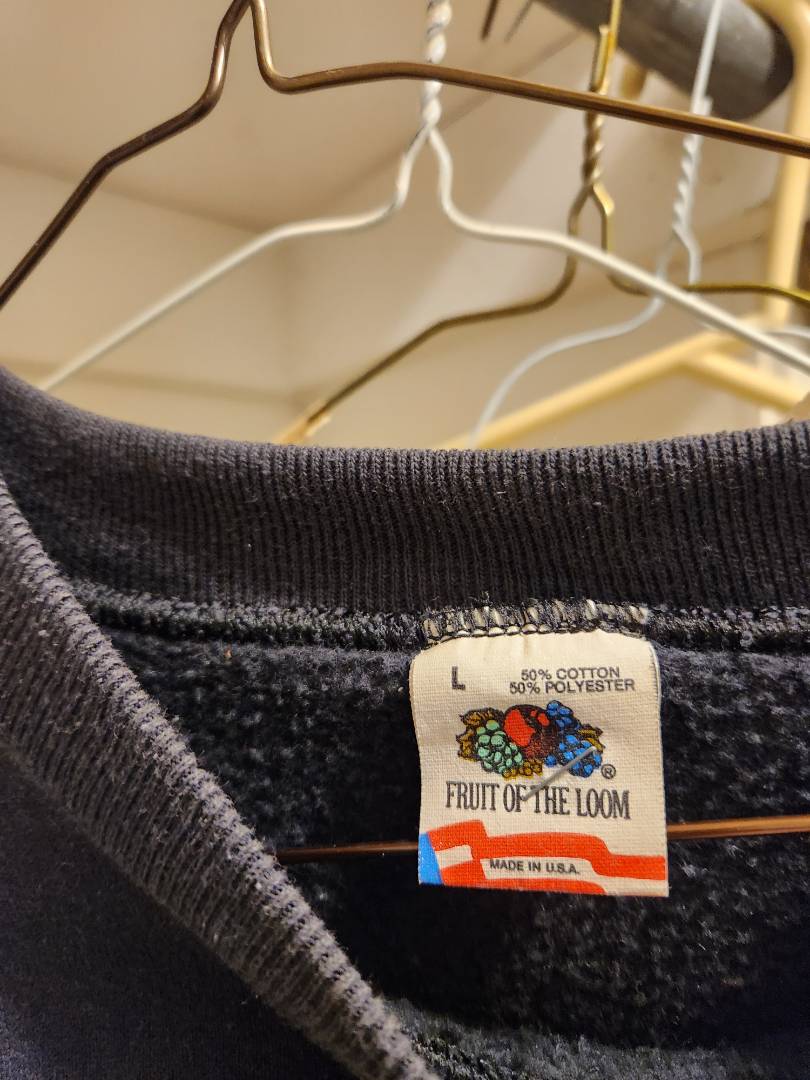 L
50% COTTON
50% POLYESTER
®
FRUIT OF THE LOOM
MADE IN U.S.A.